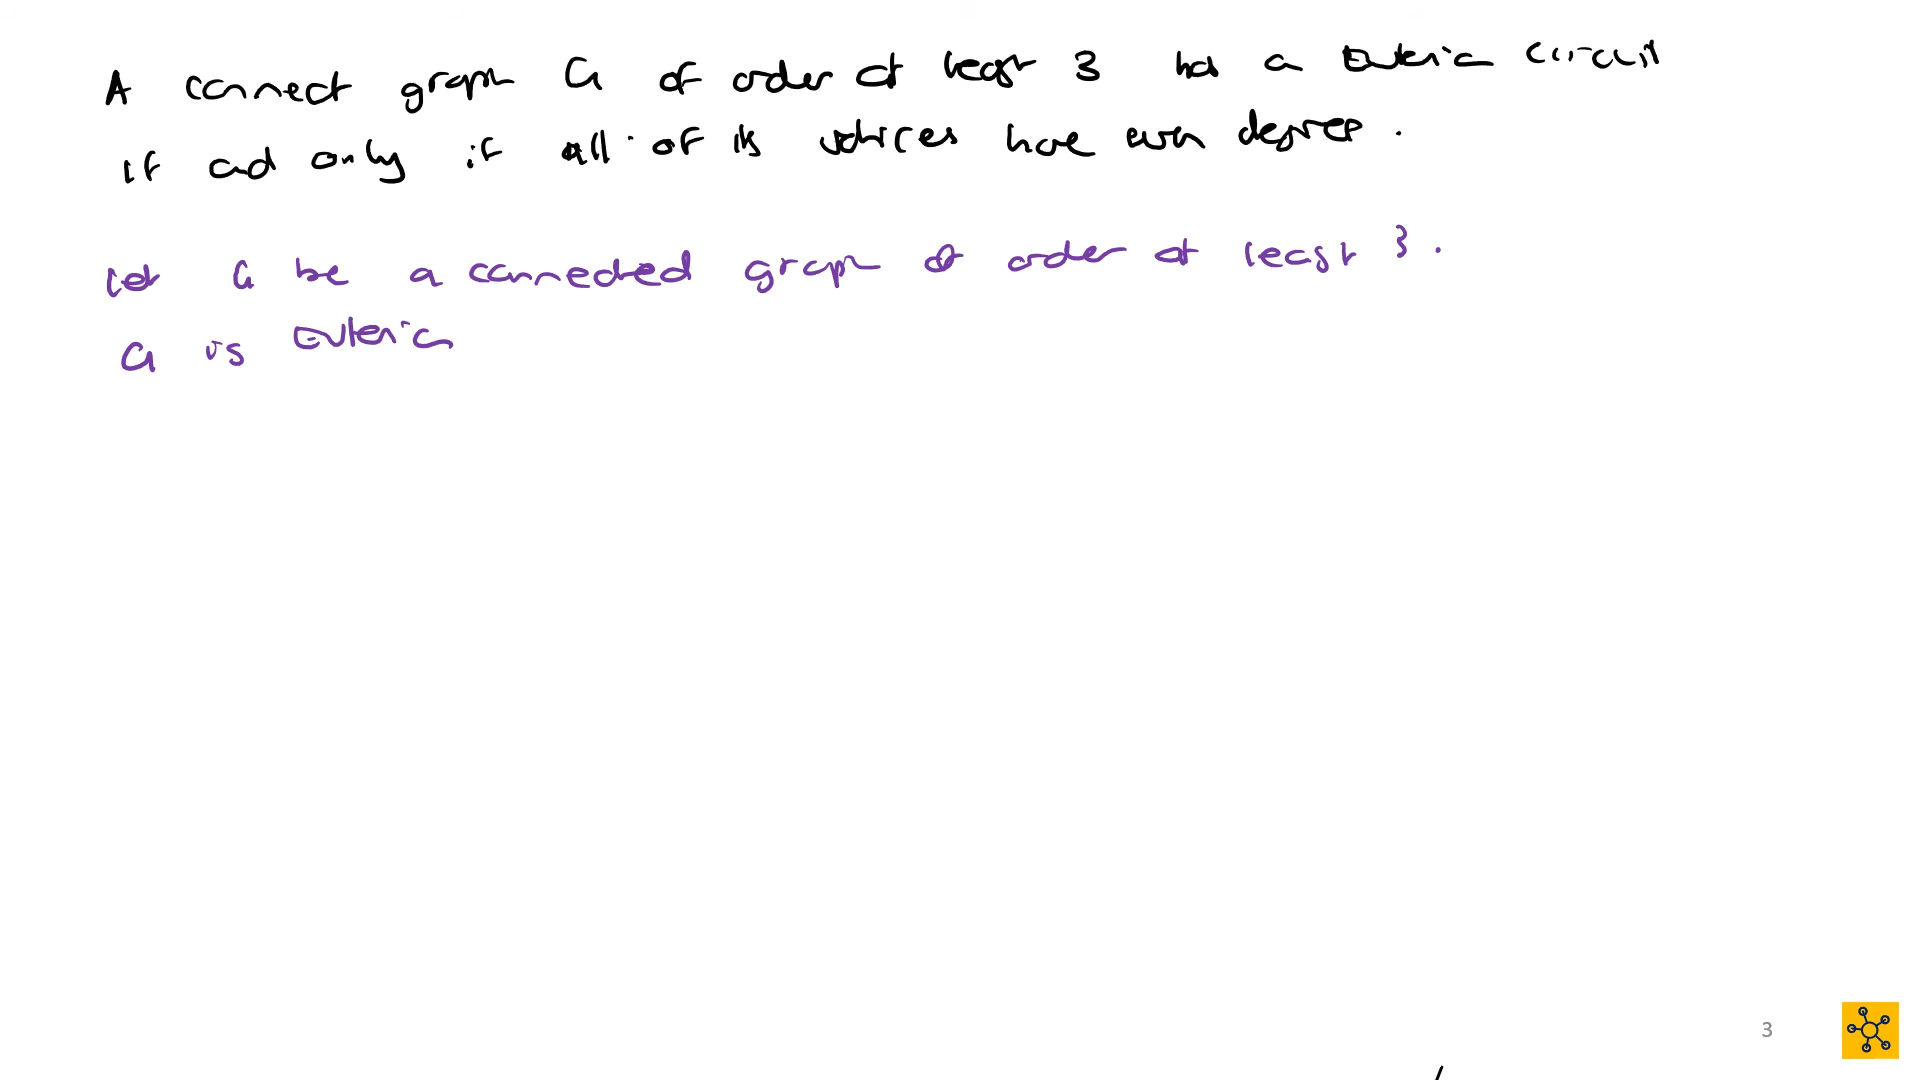 A connect graph G of order at least 3 has a Eulerian circuit
if and only if all of its vertices have even degree.
Let G be a connected graph of order at least 3.
G is Eulerian
3